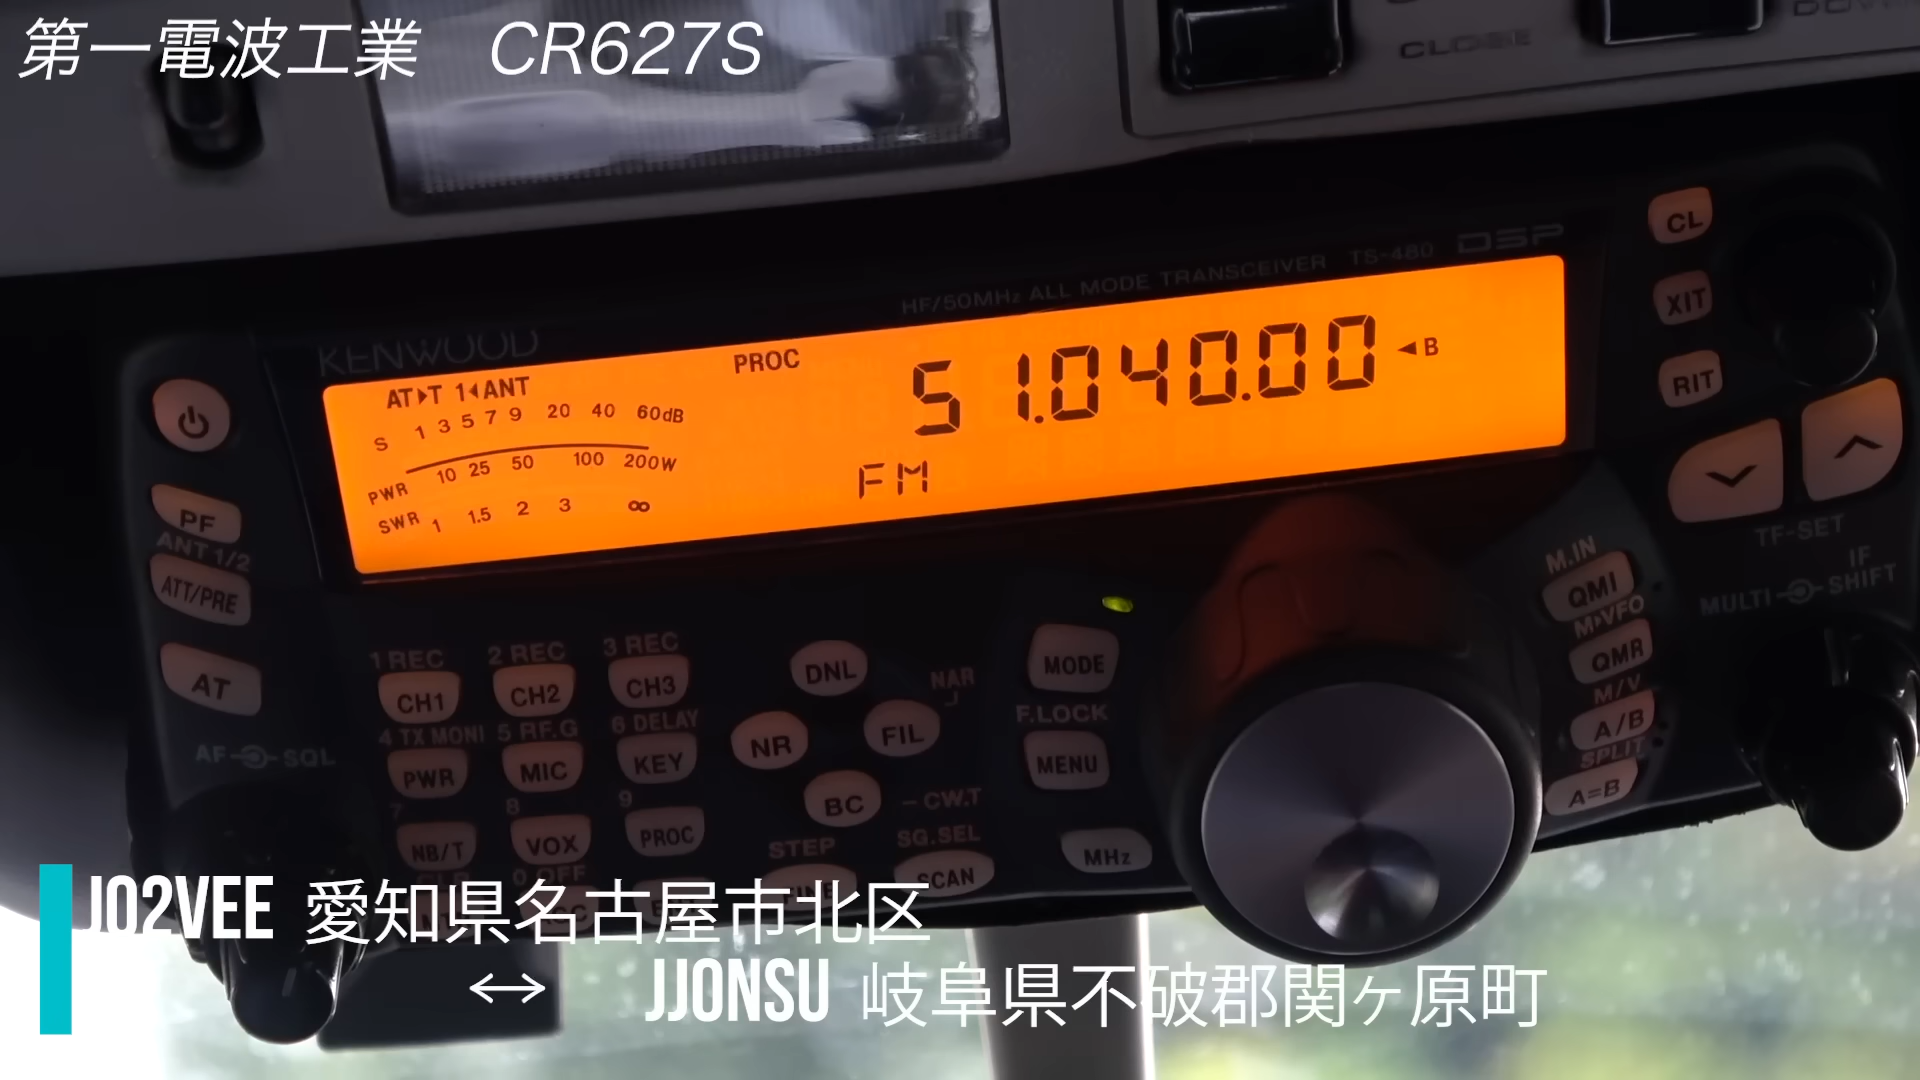 第一電波工業 CR627S
CLOSE
HF/50MHz ALL MODE TRANSCEIVER TS-480 DSP
KENWOOD
AT▸T 1◂ANT
PROC
51.040.00 ◂B
S 1 3 5 7 9 20 40 60dB
PWR 10 25 50 100 200W
SWR 1 1.5 2 3 ∞
FM
CL
XIT
RIT
TF-SET
PF
ANT 1/2
ATT/PRE
AT
AF SQL
1 REC 2 REC 3 REC
CH1 CH2 CH3
4 TX MONI 5 RF.G 6 DELAY
PWR MIC KEY
7 8 9
NB/T VOX PROC
0 OFF
DNL
NAR
NR FIL
BC
-CW.T
STEP SG.SEL
SCAN
MODE
F.LOCK
MENU
MHz
M.IN
QMI
M▸VFO
QMR
M/V
A/B
SPLIT
A=B
IF
MULTI SHIFT
JO2VEE 愛知県名古屋市北区
↔ JJ0NSU 岐阜県不破郡関ヶ原町